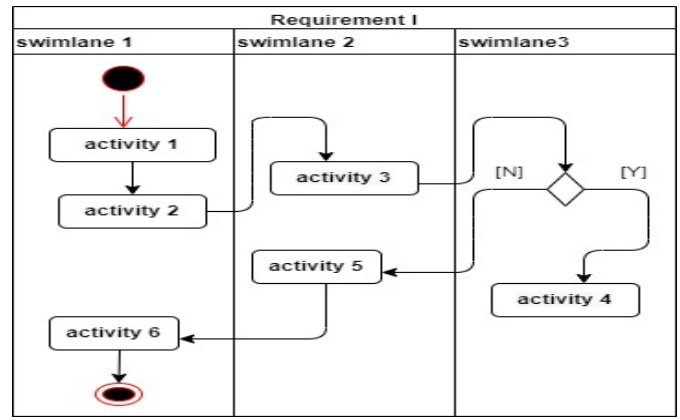 Requirement I
swimlane 1
swimlane 2
swimlane3
activity 1
activity 2
activity 3
[N]
[Y]
activity 5
activity 4
activity 6